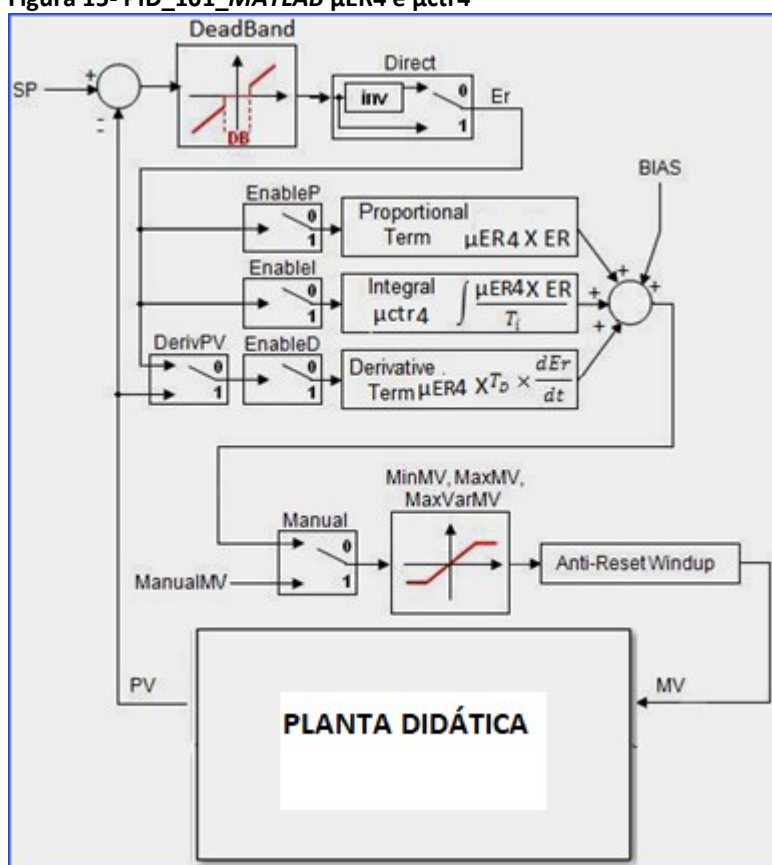 Figura 15- PID_101_MATLAB µER4 e µctr4
DeadBand
Direct
SP
+
-
DB
inv
0
1
Er
BIAS
EnableP
0
1
Proportional
Term µER4 X ER
EnableI
0
1
Integral
µctr4 ∫ µER4X ER / Ti
+
+
+
+
DerivPV
0
1
EnableD
0
1
Derivative .
Term µER4 X TD × dEr/dt
MinMV, MaxMV,
MaxVarMV
Manual
0
1
ManualMV
Anti-Reset Windup
PV
MV
PLANTA DIDÁTICA